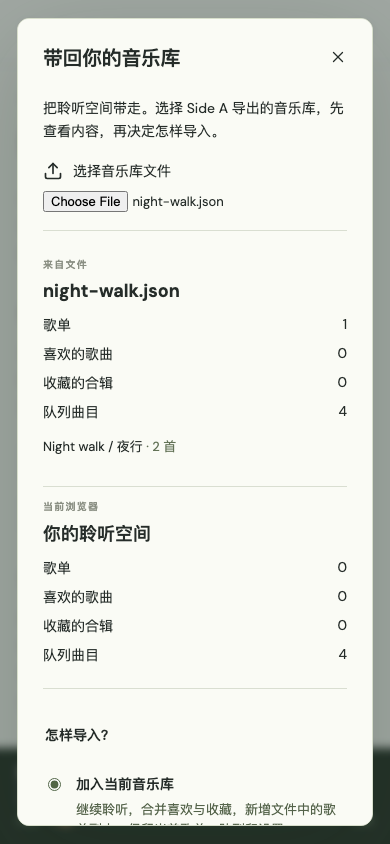 带回你的音乐库
把聆听空间带走。选择 Side A 导出的音乐库，先
查看内容，再决定怎样导入。
选择音乐库文件
Choose File night-walk.json
来自文件
night-walk.json
歌单 1
喜欢的歌曲 0
收藏的合辑 0
队列曲目 4
Night walk / 夜行 · 2 首
当前浏览器
你的聆听空间
歌单 0
喜欢的歌曲 0
收藏的合辑 0
队列曲目 4
怎样导入?
加入当前音乐库
继续聆听，合并喜欢与收藏，新增文件中的歌